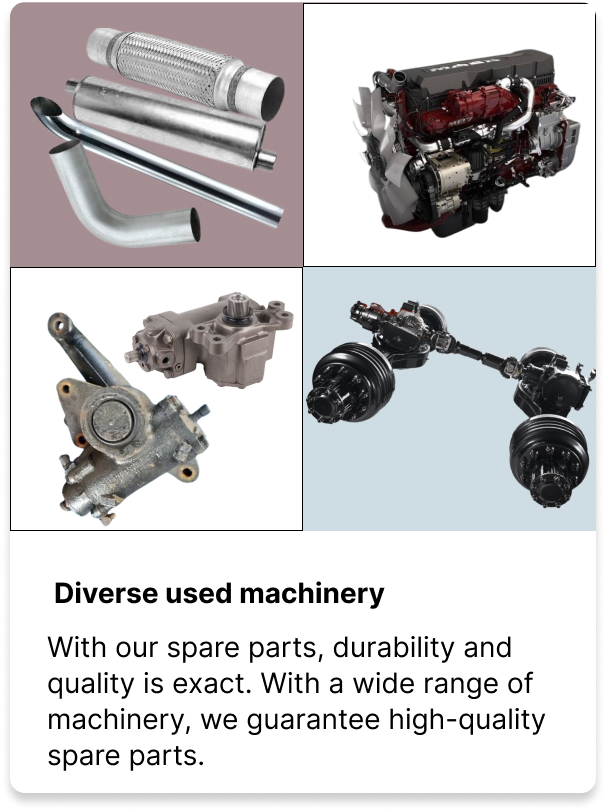 Diverse used machinery
With our spare parts, durability and
quality is exact. With a wide range of
machinery, we guarantee high-quality
spare parts.